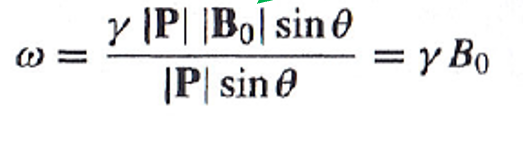 ω = γ |P| |B₀| sin θ / |P| sin θ = γ B₀